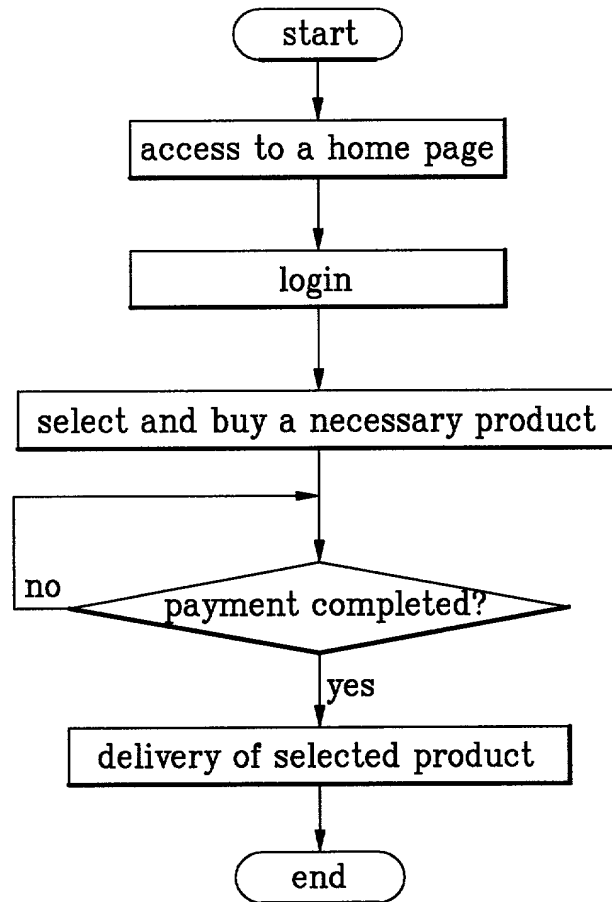 start
access to a home page
login
select and buy a necessary product
no
payment completed?
yes
delivery of selected product
end